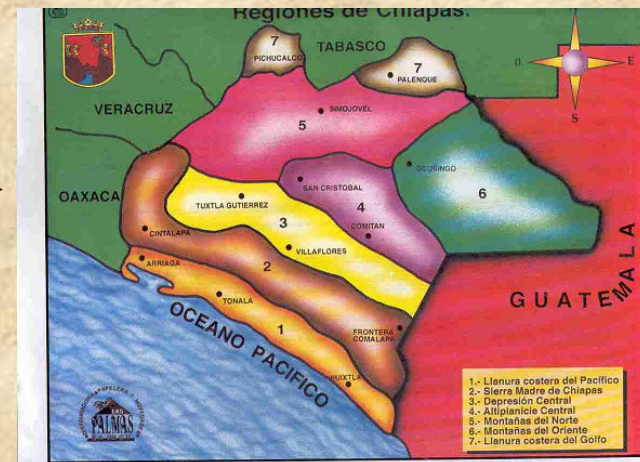 Regiones de Chiapas.
7
PICHUCALCO
TABASCO
7
PALENQUE
O
E
S
VERACRUZ
SIMOJOVEL
5
OCOSINGO
OAXACA
SAN CRISTOBAL
TUXTLA GUTIERREZ
4
6
3
COMITAN
CINTALAPA
VILLAFLORES
ARRIAGA
2
GUATEMALA
TONALA
OCEANO PACIFICO
1
FRONTERA
COMALAPA
HUIXTLA
1.- Llanura costera del Pacífico
2.- Sierra Madre de Chiapas
3.- Depresión Central
4.- Altiplanicie Central
5.- Montañas del Norte
6.- Montañas del Oriente
7.- Llanura costera del Golfo
LAS
PALMAS